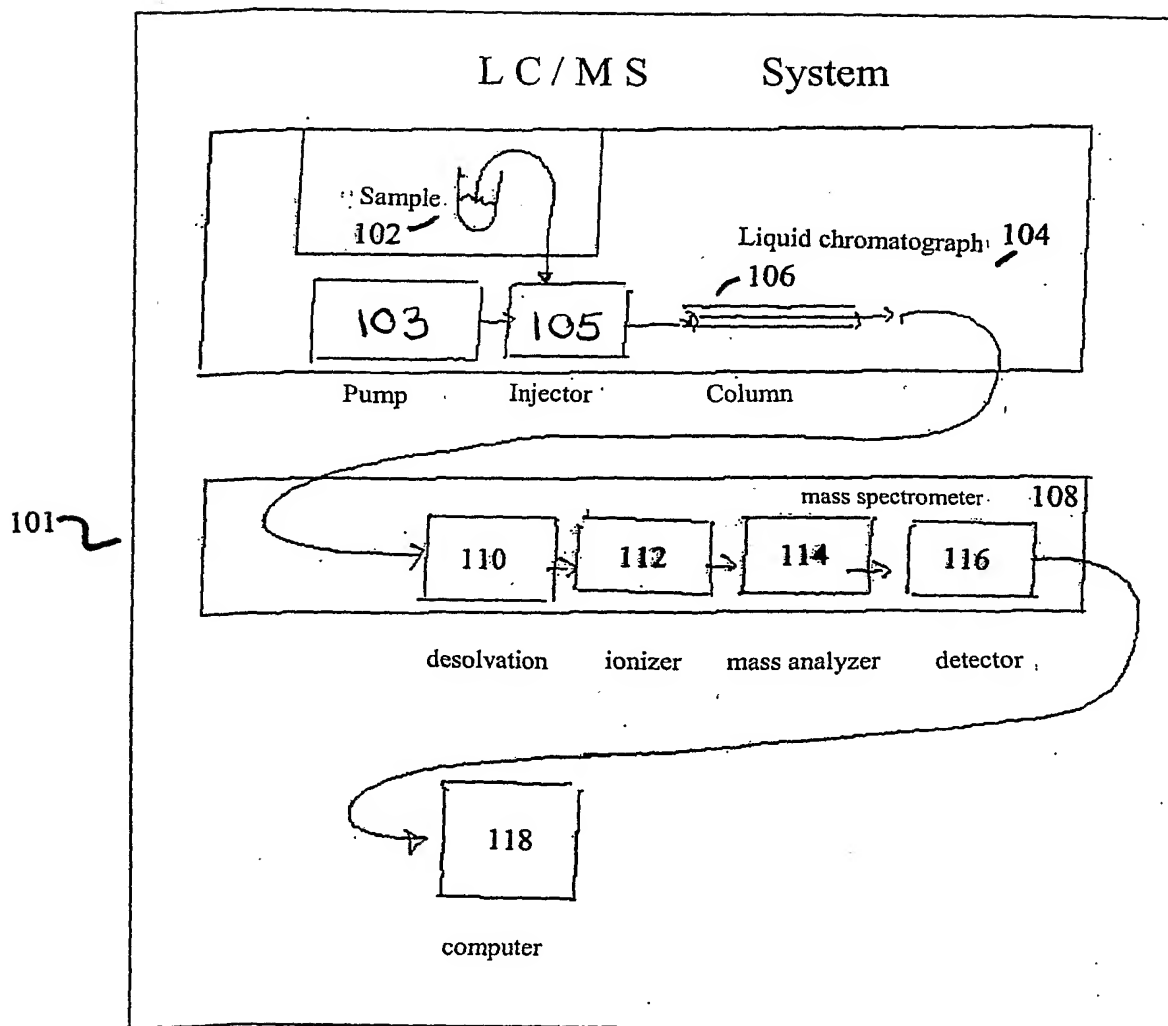 LC/MS System
Sample
102
Liquid chromatograph 104
106
103
105
Pump Injector Column
mass spectrometer 108
101
110 112 114 116
desolvation ionizer mass analyzer detector
118
computer